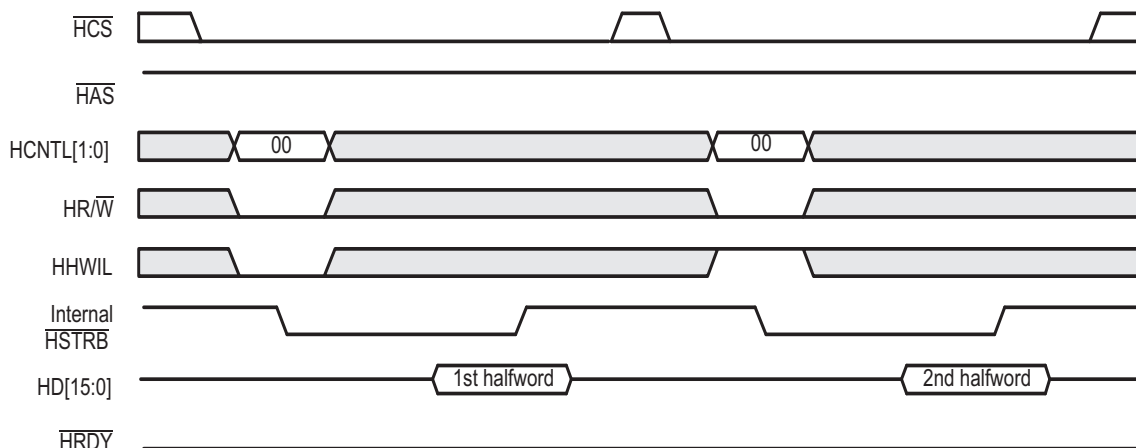 HCS
HAS
HCNTL[1:0]
00
00
HR/W
HHWIL
Internal
HSTRB
HD[15:0]
1st halfword
2nd halfword
HRDY